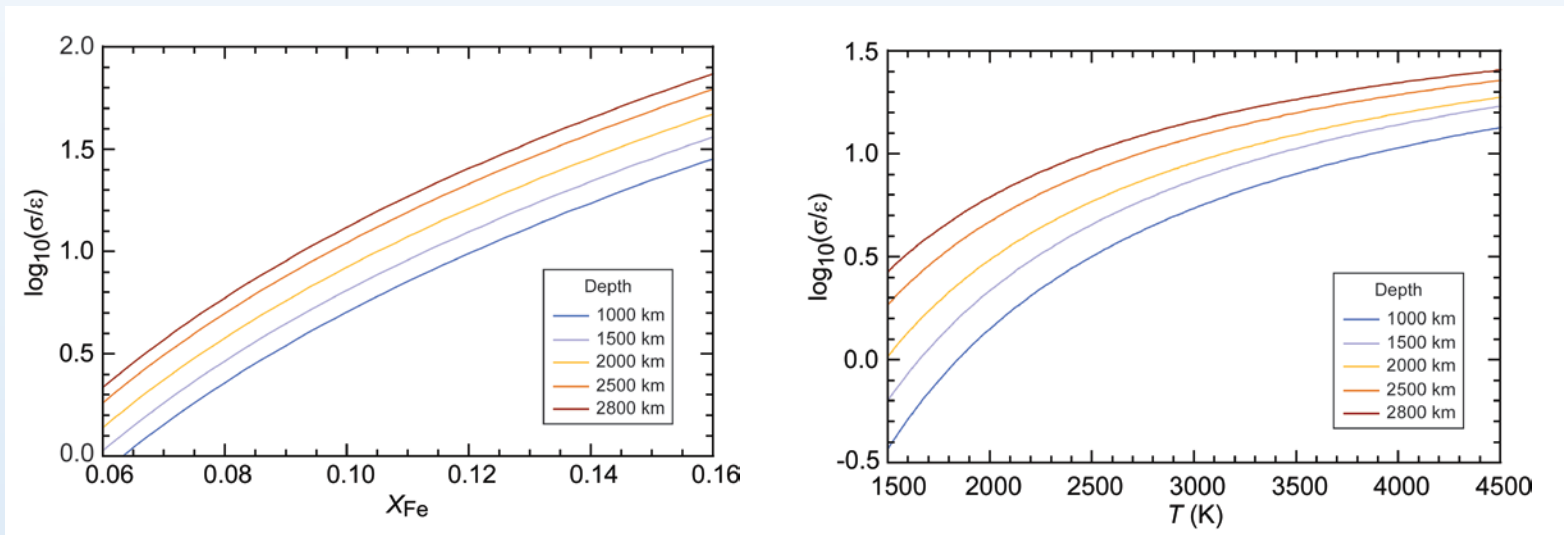 2.0
1.5
1.0
0.5
0.0
log10(σ/ε)
0.06 0.08 0.10 0.12 0.14 0.16
XFe
Depth
1000 km
1500 km
2000 km
2500 km
2800 km
1.5
1.0
0.5
0.0
-0.5
log10(σ/ε)
1500 2000 2500 3000 3500 4000 4500
T (K)
Depth
1000 km
1500 km
2000 km
2500 km
2800 km